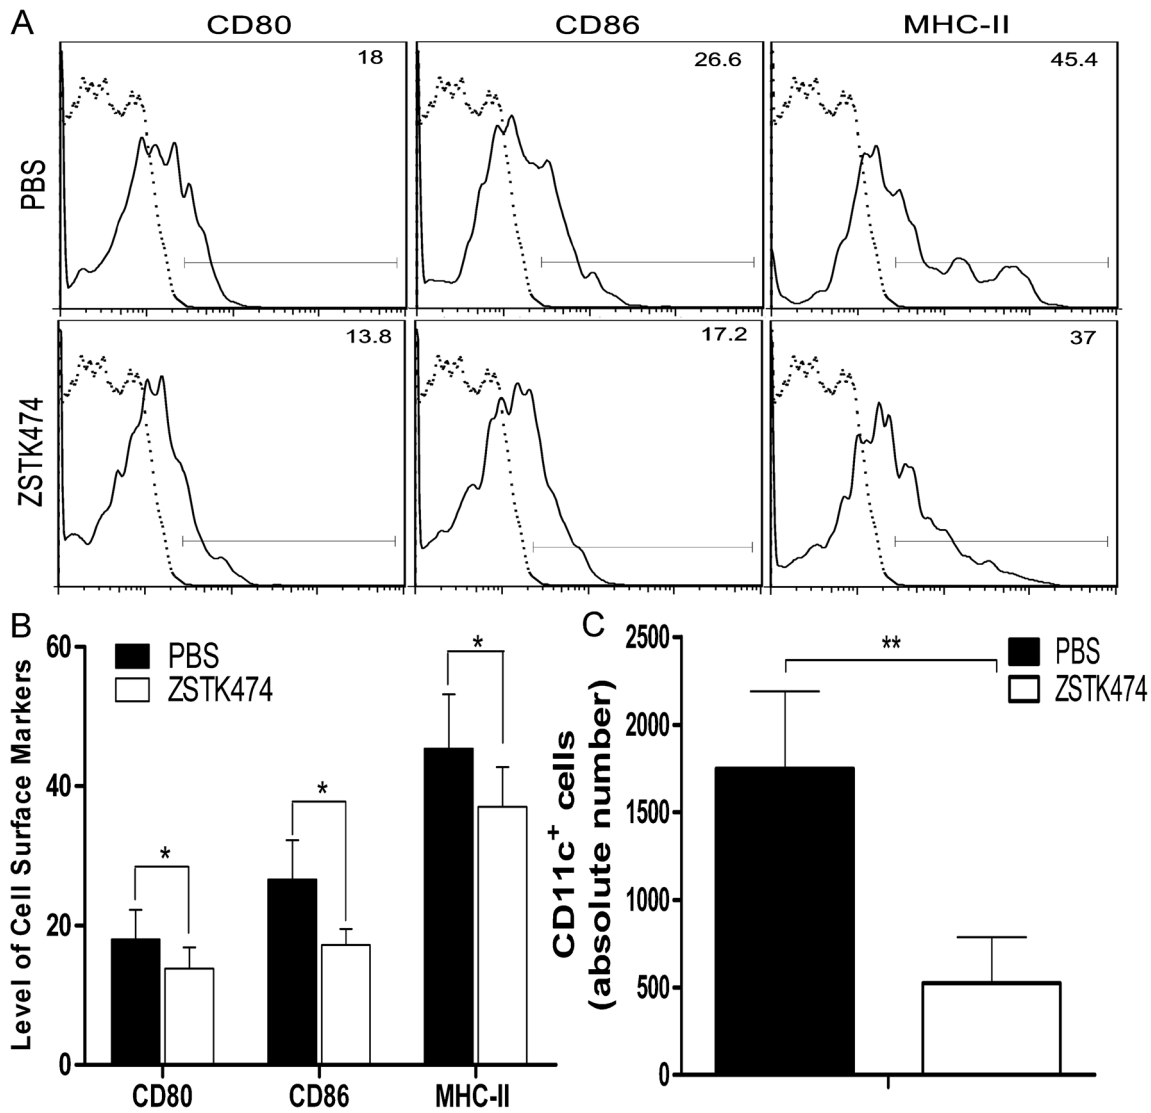 A
CD80 CD86 MHC-II
PBS
18 26.6 45.4
ZSTK474
13.8 17.2 37
B
Level of Cell Surface Markers
60
40
20
0
PBS
ZSTK474
* * *
CD80 CD86 MHC-II
C
CD11c+ cells
(absolute number)
2500
2000
1500
1000
500
0
**
PBS
ZSTK474